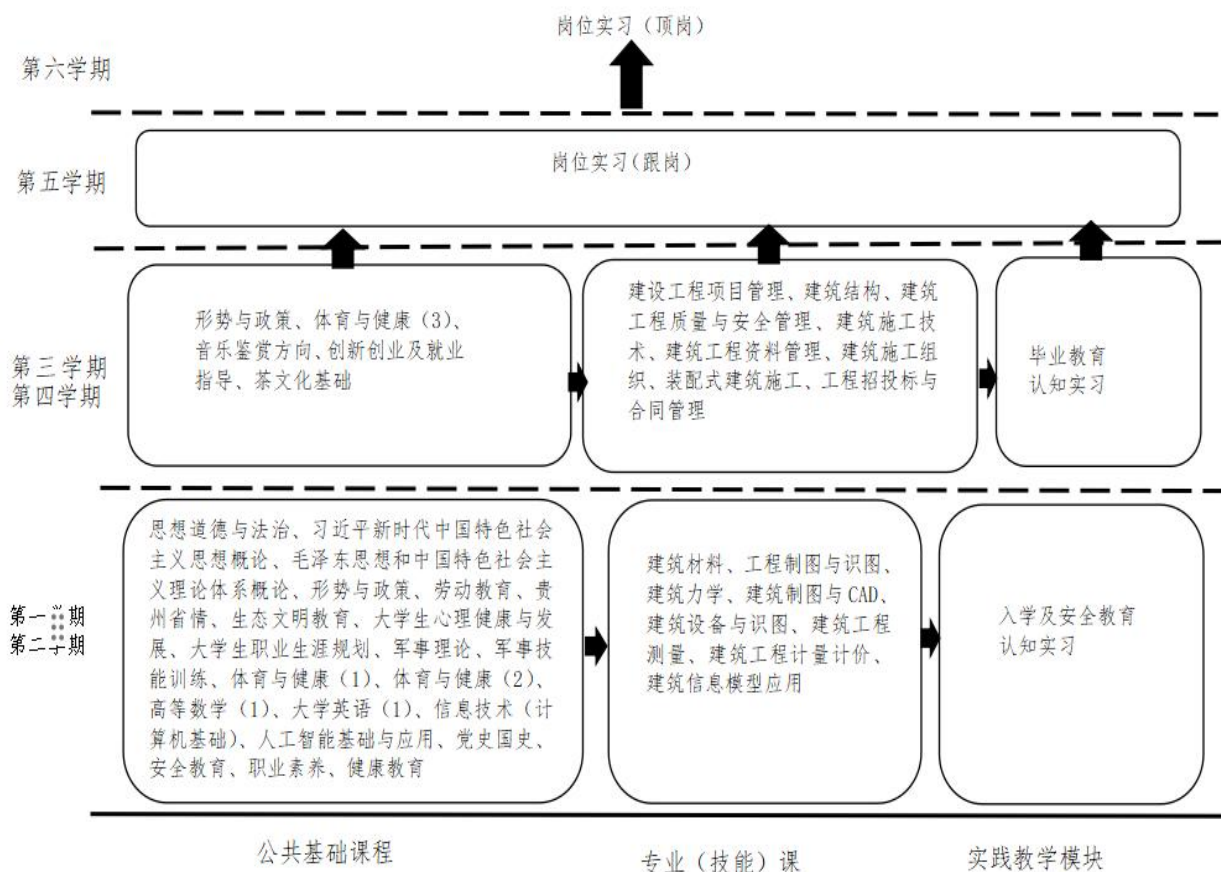 岗位实习（顶岗）
第六学期
岗位实习(跟岗)
第五学期
形势与政策、体育与健康（3）、
音乐鉴赏方向、创新创业及就业
指导、茶文化基础
建设工程项目管理、建筑结构、建筑
工程质量与安全管理、建筑施工技
术、建筑工程资料管理、建筑施工组
织、装配式建筑施工、工程招投标与
合同管理
毕业教育
认知实习
第三学期
第四学期
思想道德与法治、习近平新时代中国特色社会
主义思想概论、毛泽东思想和中国特色社会主
义理论体系概论、形势与政策、劳动教育、贵
州省情、生态文明教育、大学生心理健康与发
展、大学生职业生涯规划、军事理论、军事技
能训练、体育与健康（1）、体育与健康（2）、
高等数学（1）、大学英语（1）、信息技术（计
算机基础）、人工智能基础与应用、党史国史、
安全教育、职业素养、健康教育
建筑材料、工程制图与识图、
建筑力学、建筑制图与 CAD、
建筑设备与识图、建筑工程
测量、建筑工程计量计价、
建筑信息模型应用
入学及安全教育
认知实习
第一学期
第二学期
公共基础课程
专业（技能）课
实践教学模块